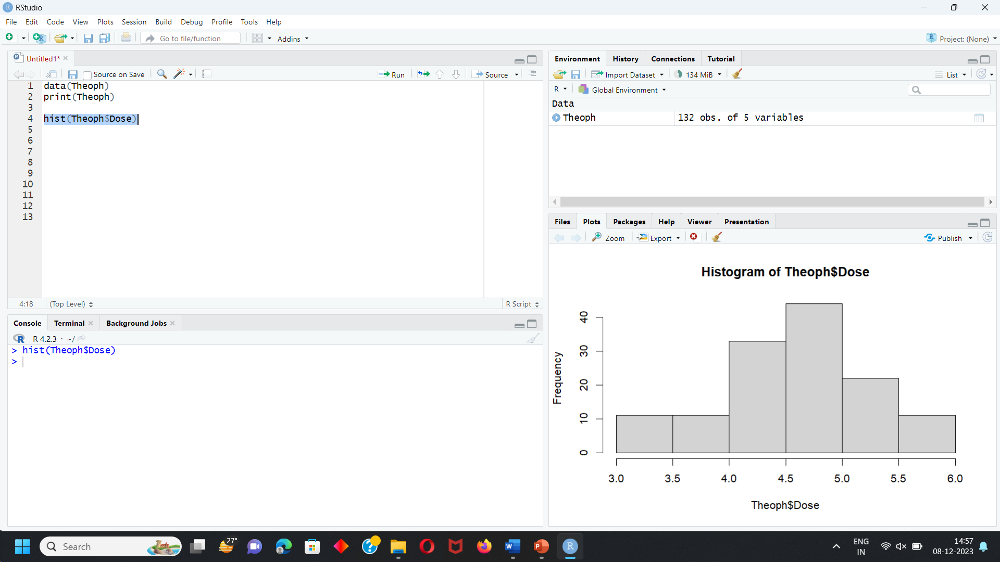 RStudio
File Edit Code View Plots Session Build Debug Profile Tools Help
Go to file/function Addins Project: (None)
Untitled1*
Source on Save Run Source
1 data(Theoph)
2 print(Theoph)
3
4 hist(Theoph$Dose)
5
6
7
8
9
10
11
12
13
4:18 (Top Level) R Script
Console Terminal Background Jobs
R 4.2.3 · ~/
> hist(Theoph$Dose)
>
Environment History Connections Tutorial
Import Dataset 134 MiB List
R Global Environment
Data
Theoph 132 obs. of 5 variables
Files Plots Packages Help Viewer Presentation
Zoom Export Publish
Histogram of Theoph$Dose
Frequency
40
30
20
10
0
3.0 3.5 4.0 4.5 5.0 5.5 6.0
Theoph$Dose
Search 27° ENG 14:57
IN 08-12-2023